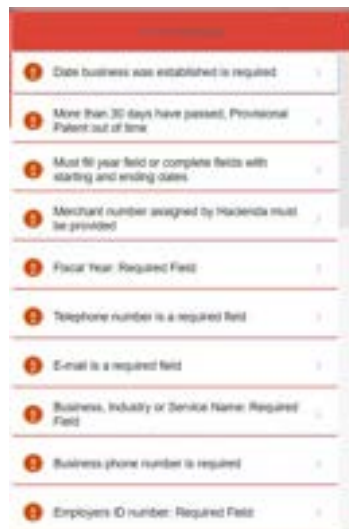 Date business was established is required
More than 30 days have passed, Provisional
Patent out of time
Must fill year field or complete fields with
starting and ending dates
Merchant number assigned by Hacienda must
be provided
Fiscal Year: Required Field
Telephone number is a required field
E-mail is a required field
Business, Industry or Service Name: Required
Field
Business phone number is required
Employers ID number: Required Field